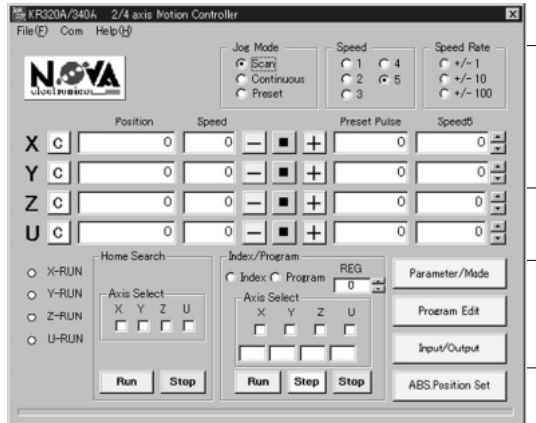 KR320A/340A 2/4 axis Motion Controller
File(F) Com Help(H)
NOVA
electronics
Jog Mode
Scan
Continuous
Preset
Speed
1 4
2 5
3
Speed Rate
+/- 1
+/- 10
+/- 100
Position Speed Preset Pulse Speed5
X C 0 0 − ■ + 0 0
Y C 0 0 − ■ + 0 0
Z C 0 0 − ■ + 0 0
U C 0 0 − ■ + 0 0
X-RUN
Y-RUN
Z-RUN
U-RUN
Home Search
Axis Select
X Y Z U
Run Stop
Index/Program
Index Program REG
0
Axis Select
X Y Z U
Run Step Stop
Parameter/Mode
Program Edit
Input/Output
ABS.Position Set